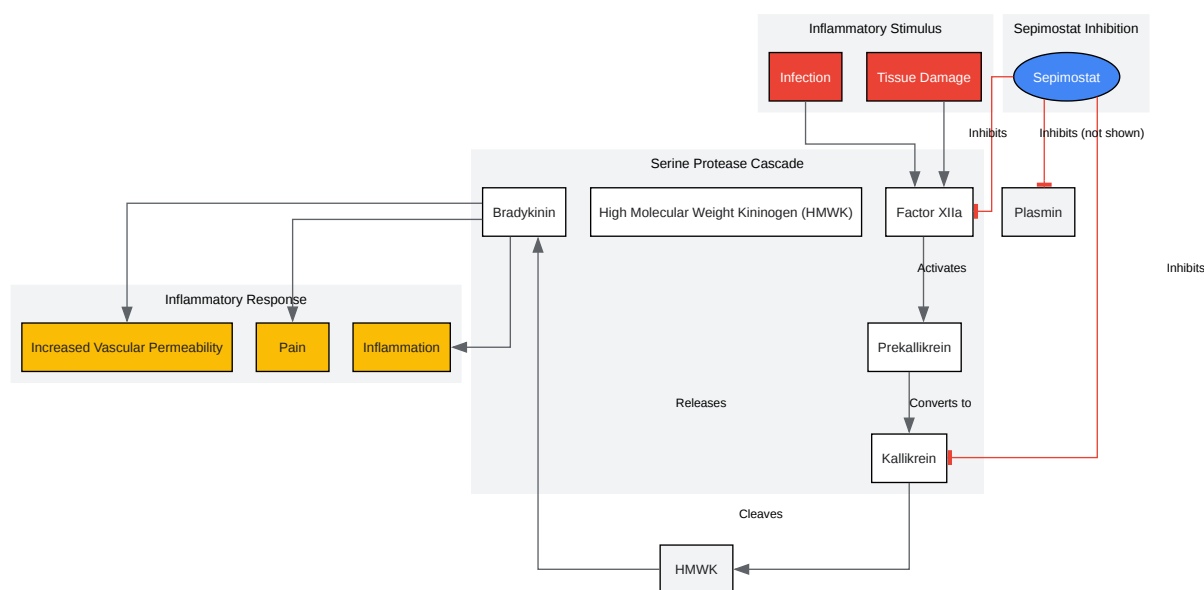 Inflammatory Stimulus
Sepimostat Inhibition
Infection
Tissue Damage
Sepimostat
Inhibits
Inhibits (not shown)
Serine Protease Cascade
Bradykinin
High Molecular Weight Kininogen (HMWK)
Factor XIIa
Plasmin
Activates
Inhibits
Inflammatory Response
Increased Vascular Permeability
Pain
Inflammation
Prekallikrein
Releases
Converts to
Kallikrein
Cleaves
HMWK